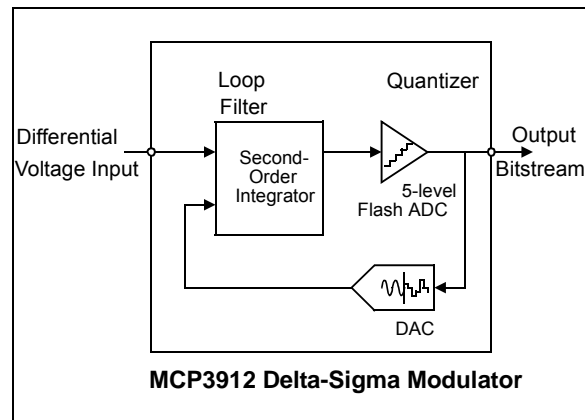 Loop
Filter
Quantizer
Differential
Voltage Input
Second-
Order
Integrator
Output
Bitstream
5-level
Flash ADC
DAC
MCP3912 Delta-Sigma Modulator